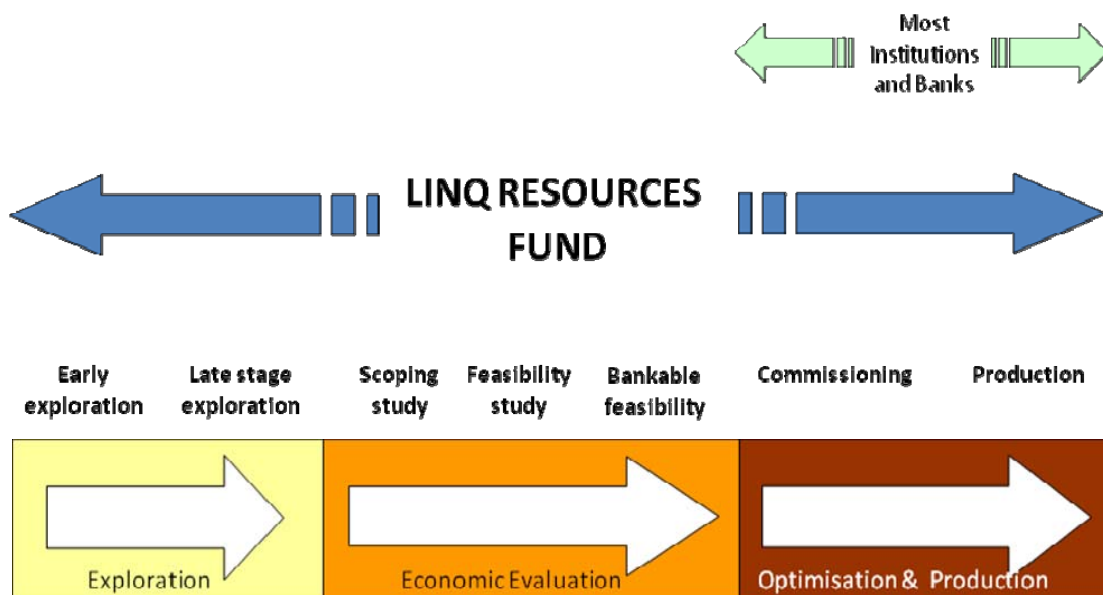 Most
Institutions
and Banks
LINQ RESOURCES
FUND
Early
exploration
Late stage
exploration
Scoping
study
Feasibility
study
Bankable
feasibility
Commissioning
Production
Exploration
Economic Evaluation
Optimisation & Production